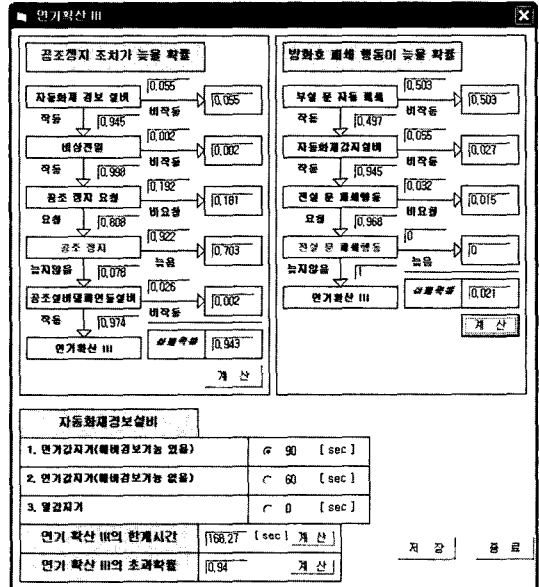 연기확산 III
공조정지 조치가 늦을 확률
자동화재 경보 설비
0.055
0.055
작동
0.945
비작동
비상전원
0.002
0.002
작동
0.998
비작동
공조 정지 요청
0.192
0.181
요청
0.808
비요청
공조 정지
0.922
0.703
늦지않음
0.078
늦음
공조설비댐퍼연동설비
0.026
0.002
작동
0.974
비작동
연기확산 III
실패확률
0.943
계 산
방화호 폐쇄 행동이 늦을 확률
부실 문 자동 폐쇄
0.503
0.503
작동
0.497
비작동
자동화재감지설비
0.055
0.027
작동
0.945
비작동
전실 문 폐쇄행동
0.032
0.015
요청
0.968
비요청
전실 문 폐쇄행동
0
0
늦지않음
1
늦음
연기확산 III
실패확률
0.021
계 산
자동화재경보설비
1. 연기감지기(예비경보기능 있음)
90 [ sec ]
2. 연기감지기(예비경보기능 없음)
60 [ sec ]
3. 열감지기
0 [ sec ]
연기 확산 III의 한계시간
168.27 [ sec ] 계 산
연기 확산 III의 초과확률
0.94 계 산
저 장
종 료